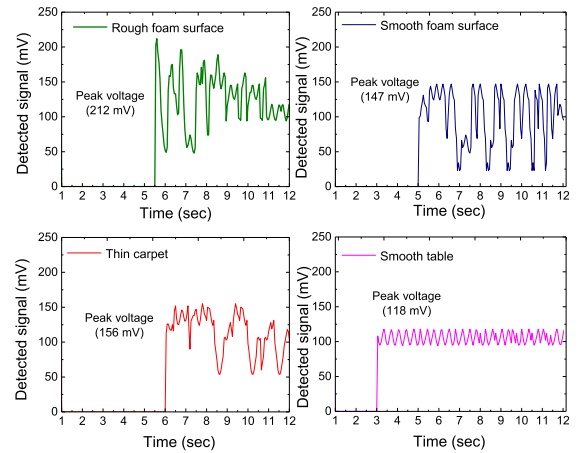 Rough foam surface
Peak voltage
(212 mV)
Detected signal (mV)
250
200
150
100
50
0
1 2 3 4 5 6 7 8 9 10 11 12
Time (sec)
Smooth foam surface
Peak voltage
(147 mV)
Detected signal (mV)
250
200
150
100
50
0
1 2 3 4 5 6 7 8 9 10 11 12
Time (sec)
Thin carpet
Peak voltage
(156 mV)
Detected signal (mV)
250
200
150
100
50
0
1 2 3 4 5 6 7 8 9 10 11 12
Time (sec)
Smooth table
Peak voltage
(118 mV)
Detected signal (mV)
250
200
150
100
50
0
1 2 3 4 5 6 7 8 9 10 11 12
Time (sec)